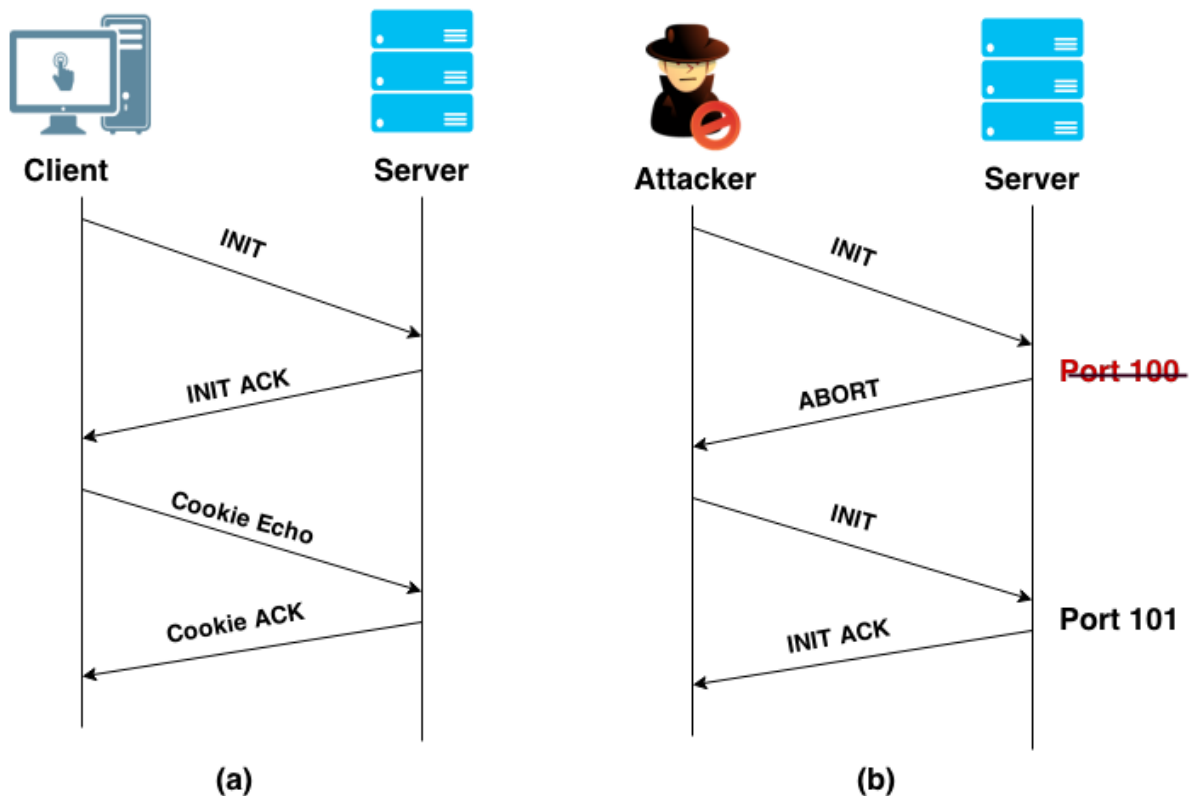 Client
Server
INIT
INIT ACK
Cookie Echo
Cookie ACK
(a)
Attacker
Server
INIT
Port 100
ABORT
INIT
Port 101
INIT ACK
(b)